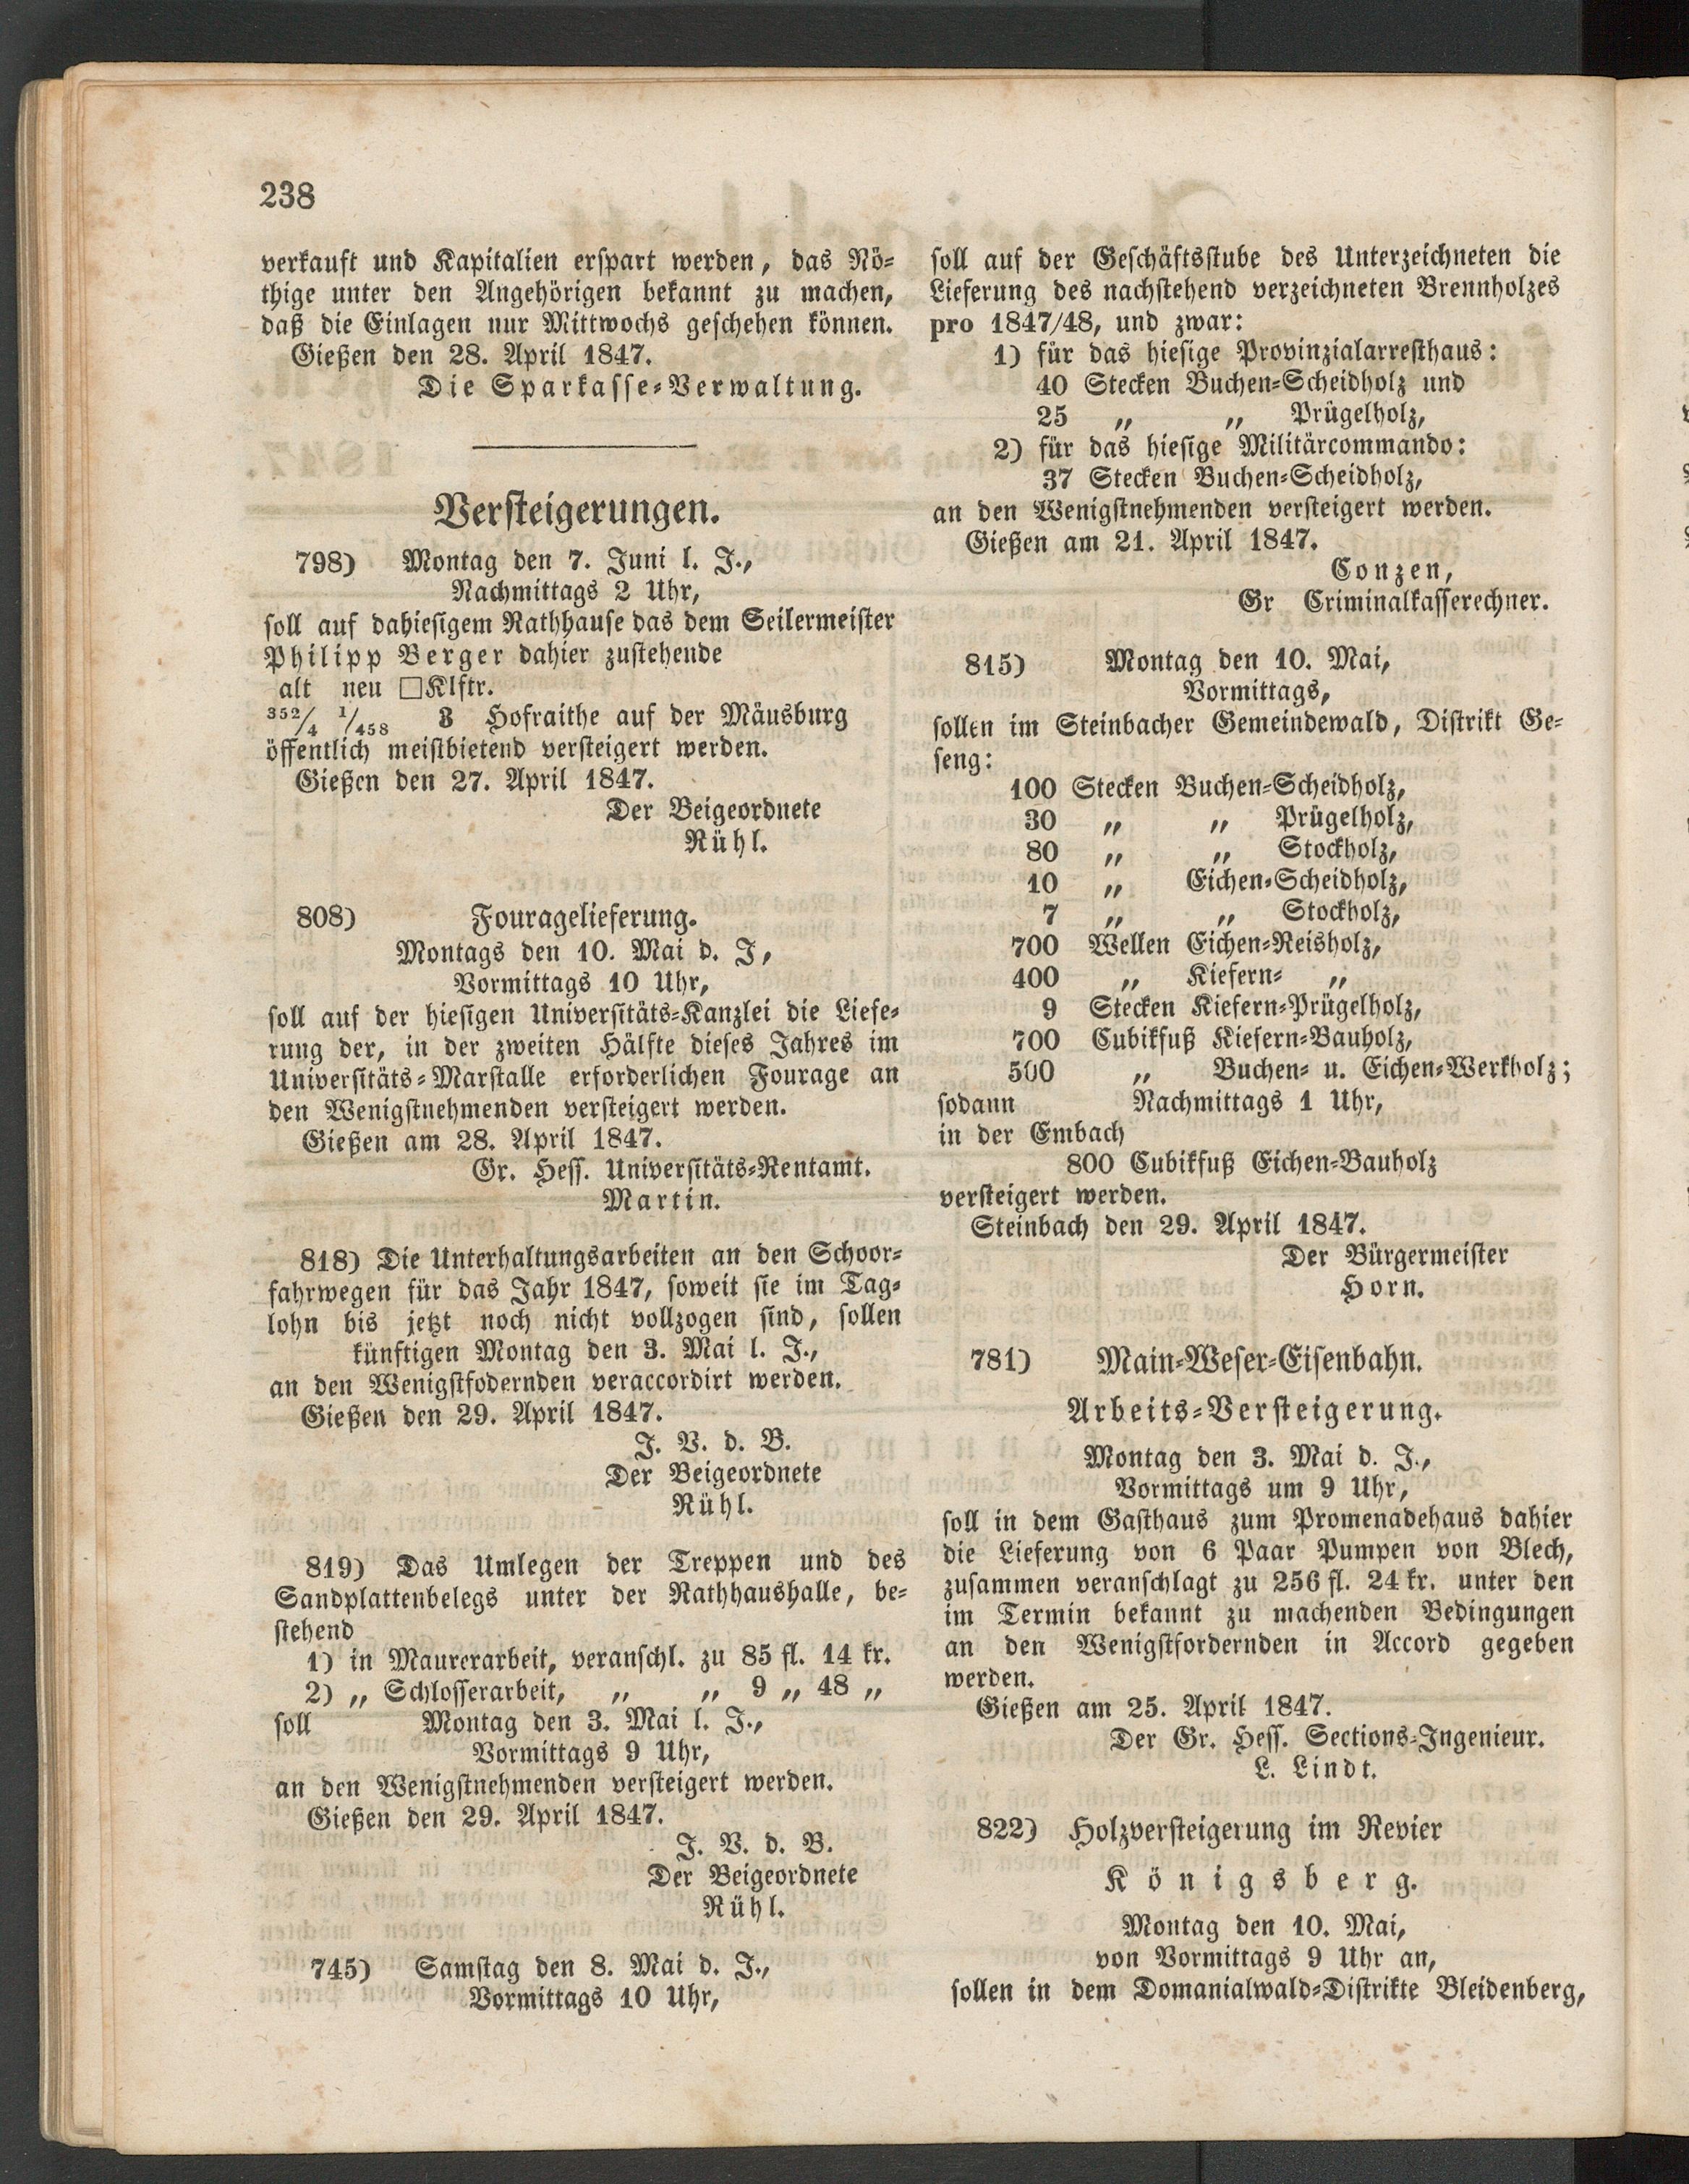 238
verkauft und Kapitalien erspart werden, das Nö-
thige unter den Angehörigen bekannt zu machen,
daß die Einlagen nur Mittwochs geschehen können.
Gießen den 28. April 1847.
Die Sparkasse-Verwaltung.
Versteigerungen.
798) Montag den 7. Juni l. J.,
Nachmittags 2 Uhr,
soll auf dahiesigem Rathhause das dem Seilermeister
Philipp Berger dahier zustehende
alt neu □Klftr.
352/4 1/458 3 Hofraithe auf der Mäusburg
öffentlich meistbietend versteigert werden.
Gießen den 27. April 1847.
Der Beigeordnete
Rühl.
808) Fouragelieferung.
Montags den 10. Mai d. J,
Vormittags 10 Uhr,
soll auf der hiesigen Universitäts-Kanzlei die Liefe-
rung der, in der zweiten Hälfte dieses Jahres im
Universitäts-Marstalle erforderlichen Fourage an
den Wenigstnehmenden versteigert werden.
Gießen am 28. April 1847.
Gr. Hess. Universitäts-Rentamt.
Martin.
818) Die Unterhaltungsarbeiten an den Schoor-
fahrwegen für das Jahr 1847, soweit sie im Tag-
lohn bis jetzt noch nicht vollzogen sind, sollen
künftigen Montag den 3. Mai l. J.,
an den Wenigstfodernden veraccordirt werden.
Gießen den 29. April 1847.
J. V. d. B.
Der Beigeordnete
Rühl.
819) Das Umlegen der Treppen und des
Sandplattenbelegs unter der Rathhaushalle, be-
stehend
1) in Maurerarbeit, veranschl. zu 85 fl. 14 kr.
2) „ Schlosserarbeit, „ „ 9 „ 48 „
soll Montag den 3. Mai l. J.,
Vormittags 9 Uhr,
an den Wenigstnehmenden versteigert werden.
Gießen den 29. April 1847.
J. V. d. B.
Der Beigeordnete
Rühl.
745) Samstag den 8. Mai d. J.,
Vormittags 10 Uhr,
soll auf der Geschäftsstube des Unterzeichneten die
Lieferung des nachstehend verzeichneten Brennholzes
pro 1847/48, und zwar:
1) für das hiesige Provinzialarresthaus:
40 Stecken Buchen-Scheidholz und
25 „ „ Prügelholz,
2) für das hiesige Militärcommando:
37 Stecken Buchen-Scheidholz,
an den Wenigstnehmenden versteigert werden.
Gießen am 21. April 1847.
Conzen,
Gr Criminalkasserechner.
815) Montag den 10. Mai,
Vormittags,
sollen im Steinbacher Gemeindewald, Distrikt Ge-
seng:
100 Stecken Buchen-Scheidholz,
30 „ „ Prügelholz,
80 „ „ Stockholz,
10 „ Eichen-Scheidholz,
7 „ „ Stockholz,
700 Wellen Eichen-Reisholz,
400 „ Kiefern- „
9 Stecken Kiefern-Prügelholz,
700 Cubikfuß Kiefern-Bauholz,
500 „ Buchen- u. Eichen-Werkholz;
sodann Nachmittags 1 Uhr,
in der Embach
800 Cubikfuß Eichen-Bauholz
versteigert werden.
Steinbach den 29. April 1847.
Der Bürgermeister
Horn.
781) Main-Weser-Eisenbahn.
Arbeits-Versteigerung.
Montag den 3. Mai d. J.,
Vormittags um 9 Uhr,
soll in dem Gasthaus zum Promenadehaus dahier
die Lieferung von 6 Paar Pumpen von Blech,
zusammen veranschlagt zu 256 fl. 24 kr. unter den
im Termin bekannt zu machenden Bedingungen
an den Wenigstfordernden in Accord gegeben
werden.
Gießen am 25. April 1847.
Der Gr. Hess. Sections-Ingenieur.
L. Lindt.
822) Holzversteigerung im Revier
Königsberg.
Montag den 10. Mai,
von Vormittags 9 Uhr an,
sollen in dem Domanialwald-Distrikte Bleidenberg,